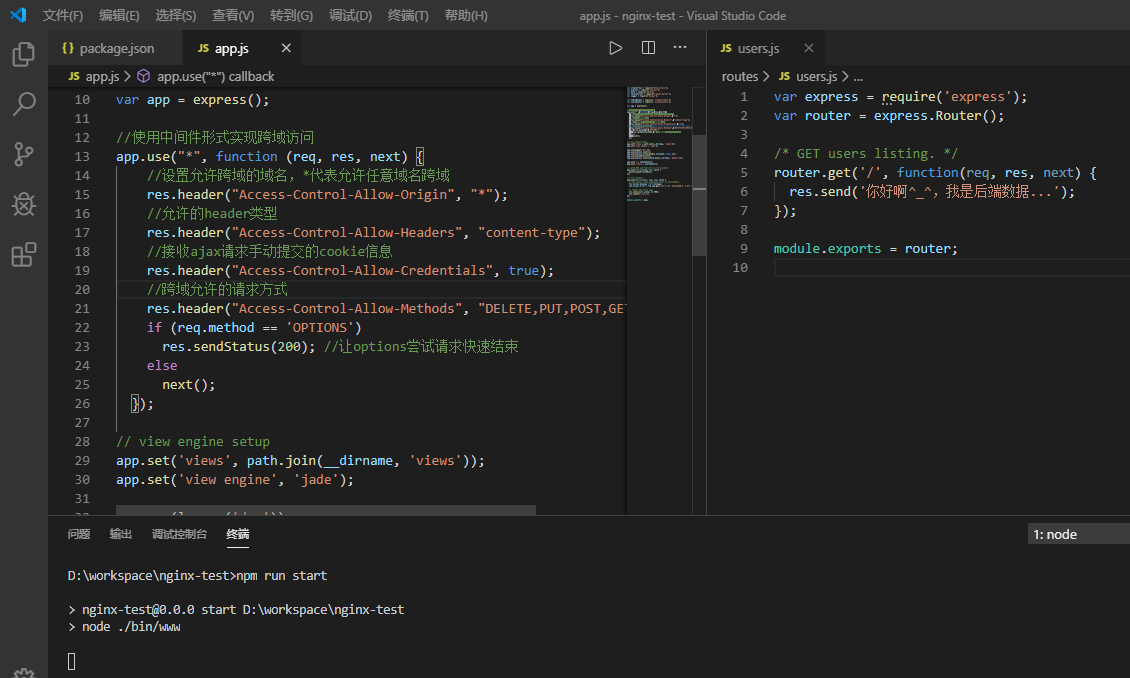 文件(F) 编辑(E) 选择(S) 查看(V) 转到(G) 调试(D) 终端(T) 帮助(H) app.js - nginx-test - Visual Studio Code
{} package.json JS app.js
JS app.js > app.use("*") callback
10 var app = express();
11
12 //使用中间件形式实现跨域访问
13 app.use("*", function (req, res, next) {
14 //设置允许跨域的域名，*代表允许任意域名跨域
15 res.header("Access-Control-Allow-Origin", "*");
16 //允许的header类型
17 res.header("Access-Control-Allow-Headers", "content-type");
18 //接收ajax请求手动提交的cookie信息
19 res.header("Access-Control-Allow-Credentials", true);
20 //跨域允许的请求方式
21 res.header("Access-Control-Allow-Methods", "DELETE,PUT,POST,GET
22 if (req.method == 'OPTIONS')
23 res.sendStatus(200); //让options尝试请求快速结束
24 else
25 next();
26 });
27
28 // view engine setup
29 app.set('views', path.join(__dirname, 'views'));
30 app.set('view engine', 'jade');
31
JS users.js
routes > JS users.js > ...
1 var express = require('express');
2 var router = express.Router();
3
4 /* GET users listing. */
5 router.get('/', function(req, res, next) {
6 res.send('你好啊^_^，我是后端数据...');
7 });
8
9 module.exports = router;
10
问题 输出 调试控制台 终端 1: node
D:\workspace\nginx-test>npm run start
> nginx-test@0.0.0 start D:\workspace\nginx-test
> node ./bin/www